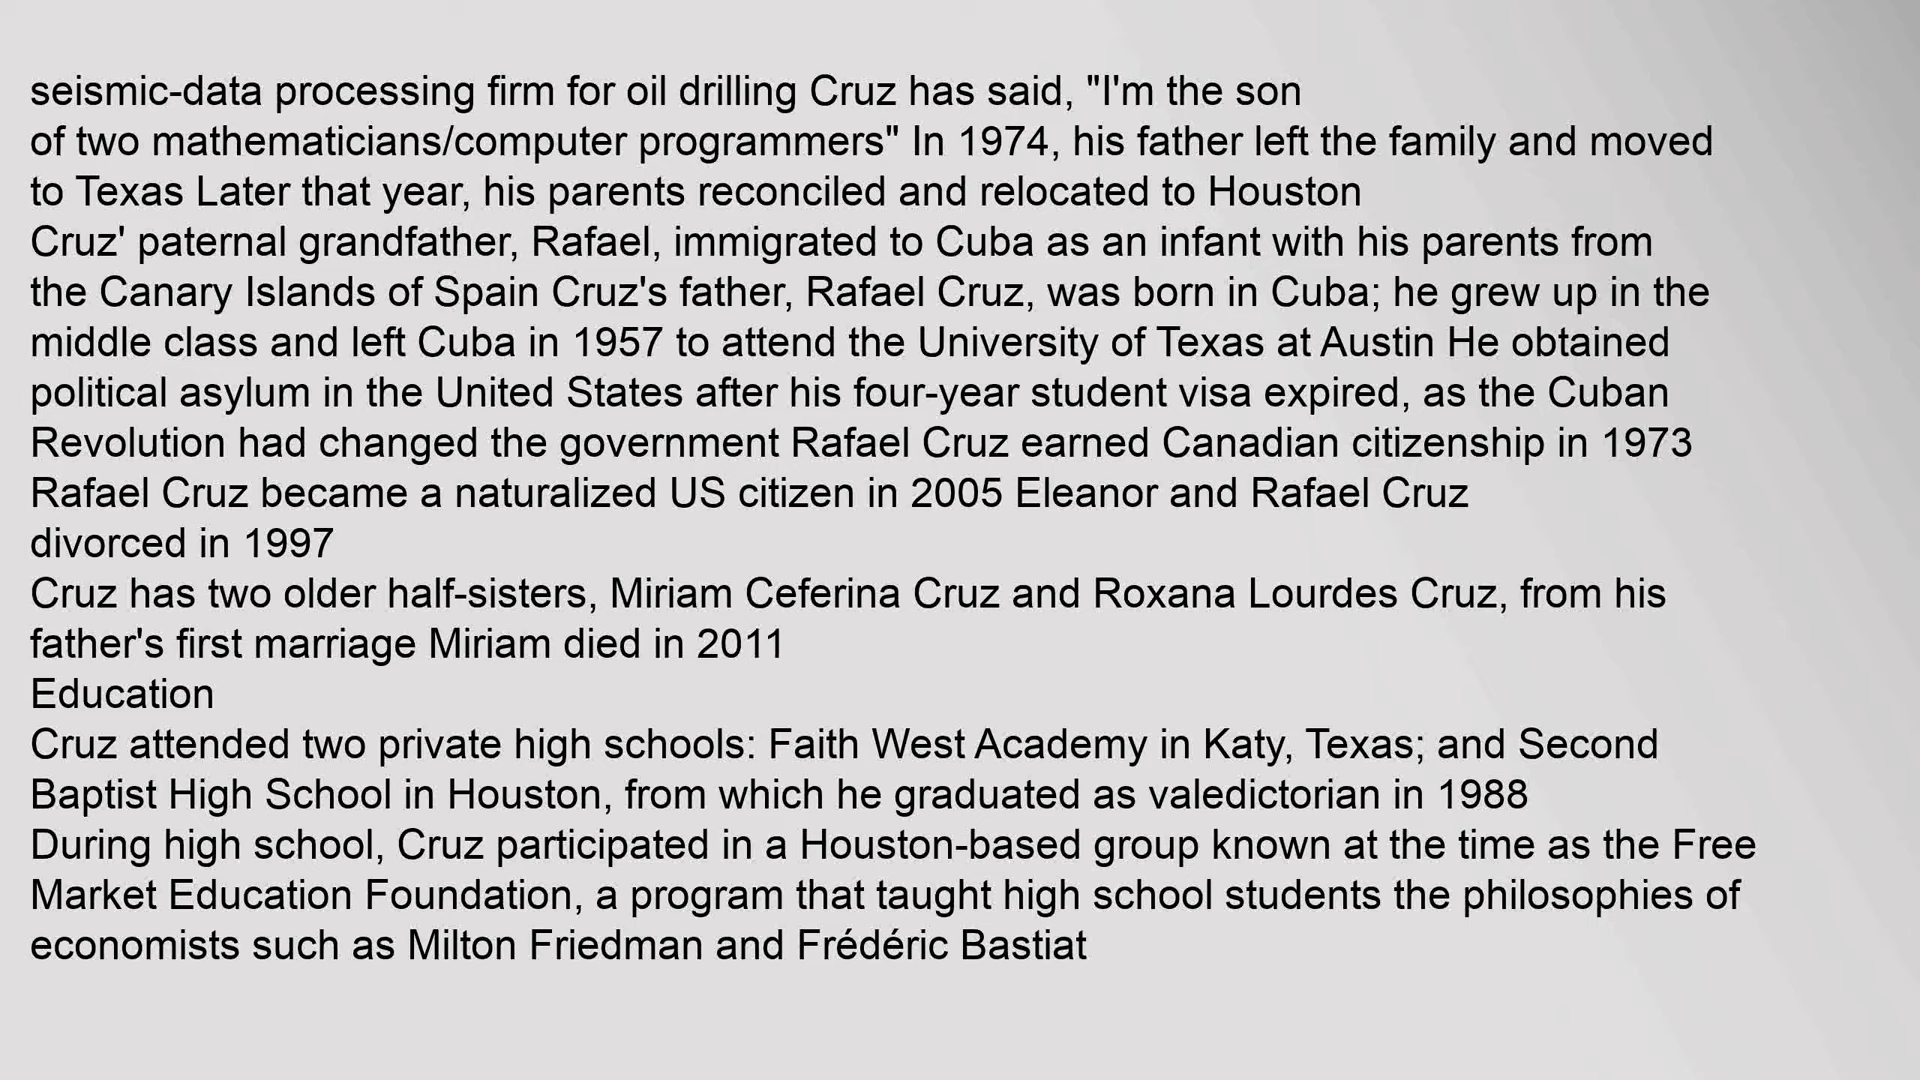 seismic-data processing firm for oil drilling Cruz has said, "I'm the son
of two mathematicians/computer programmers" In 1974, his father left the family and moved
to Texas Later that year, his parents reconciled and relocated to Houston
Cruz' paternal grandfather, Rafael, immigrated to Cuba as an infant with his parents from
the Canary Islands of Spain Cruz's father, Rafael Cruz, was born in Cuba; he grew up in the
middle class and left Cuba in 1957 to attend the University of Texas at Austin He obtained
political asylum in the United States after his four-year student visa expired, as the Cuban
Revolution had changed the government Rafael Cruz earned Canadian citizenship in 1973
Rafael Cruz became a naturalized US citizen in 2005 Eleanor and Rafael Cruz
divorced in 1997
Cruz has two older half-sisters, Miriam Ceferina Cruz and Roxana Lourdes Cruz, from his
father's first marriage Miriam died in 2011
Education
Cruz attended two private high schools: Faith West Academy in Katy, Texas; and Second
Baptist High School in Houston, from which he graduated as valedictorian in 1988
During high school, Cruz participated in a Houston-based group known at the time as the Free
Market Education Foundation, a program that taught high school students the philosophies of
economists such as Milton Friedman and Frédéric Bastiat